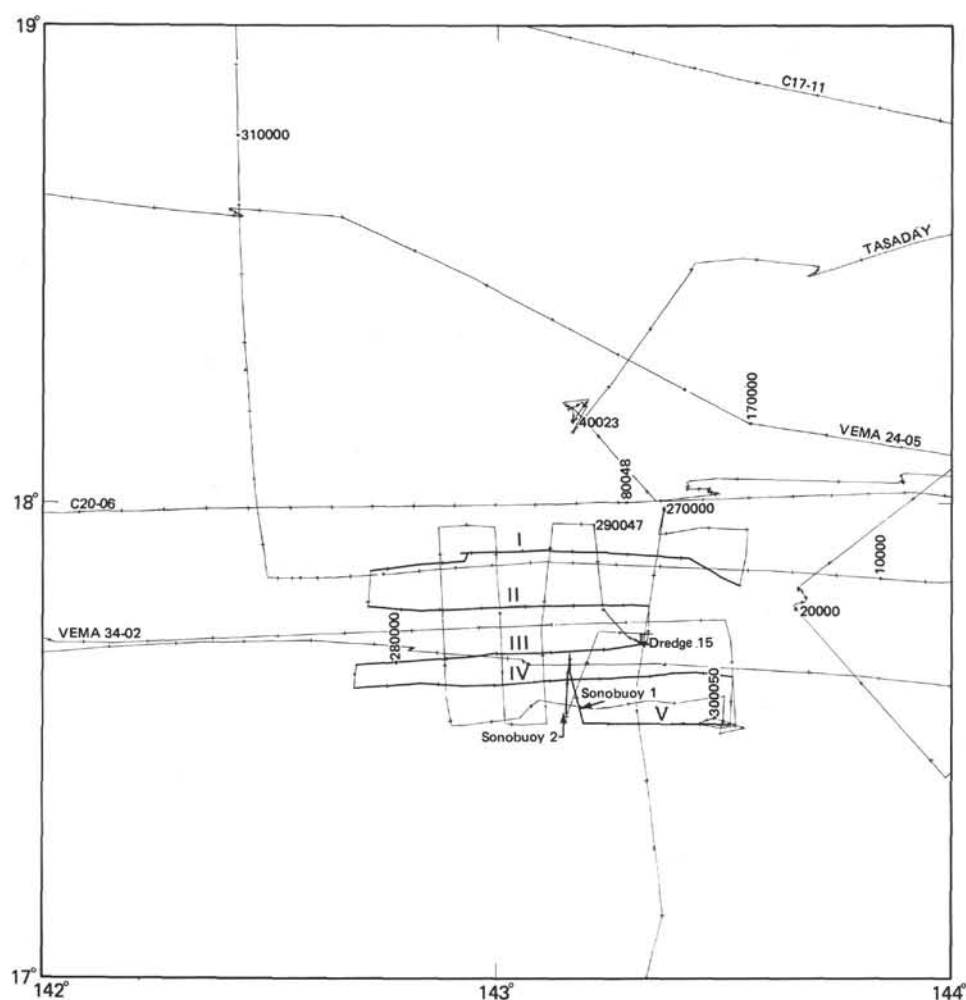 19°
C17-11
310000
TASADAY
170000
40023
VEMA 24-05
80048
18°
C20-06
270000
290047
I
10000
II
20000
VEMA 34-02
280000
III
Dredge 15
IV
300050
Sonobuoy 1
V
Sonobuoy 2
17°
142°
143°
144°